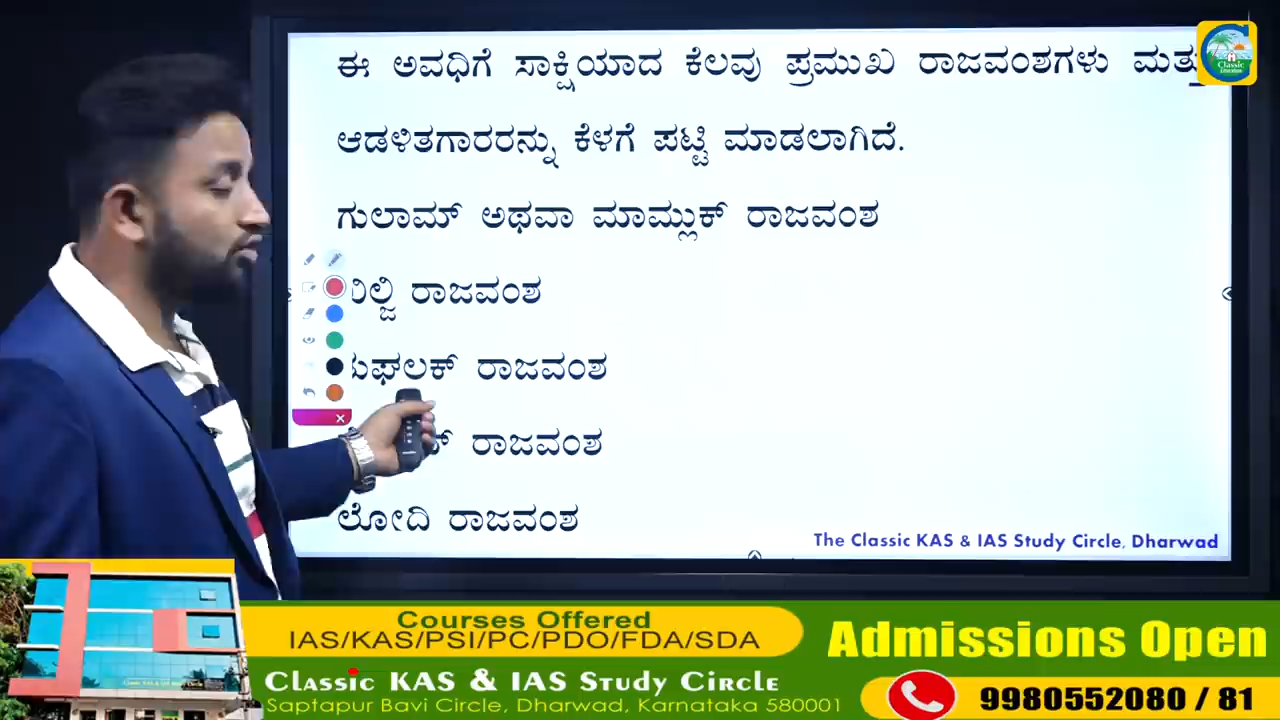 ಈ ಅವಧಿಗೆ ಸಾಕ್ಷಿಯಾದ ಕೆಲವು ಪ್ರಮುಖ ರಾಜವಂಶಗಳು
ಆಡಳಿತಗಾರರನ್ನು ಕೆಳಗೆ ಪಟ್ಟಿ ಮಾಡಲಾಗಿದೆ.
ಗುಲಾಮ್ ಅಥವಾ ಮಾಮ್ಲುಕ್ ರಾಜವಂಶ
ರಾಜವಂಶ
ರಾಜವಂಶ
ರಾಜವಂಶ
ಲೋದಿ ರಾಜವಂಶ
The Classic KAS & IAS Study Circle, Dharwad
Classic
Education
Courses Offered
IAS/KAS/PSI/PC/PDO/FDA/SDA
Classic KAS & IAS Study Circle
Saptapur Bavi Circle, Dharwad, Karnataka 580001
Admissions Open
9980552080 / 81